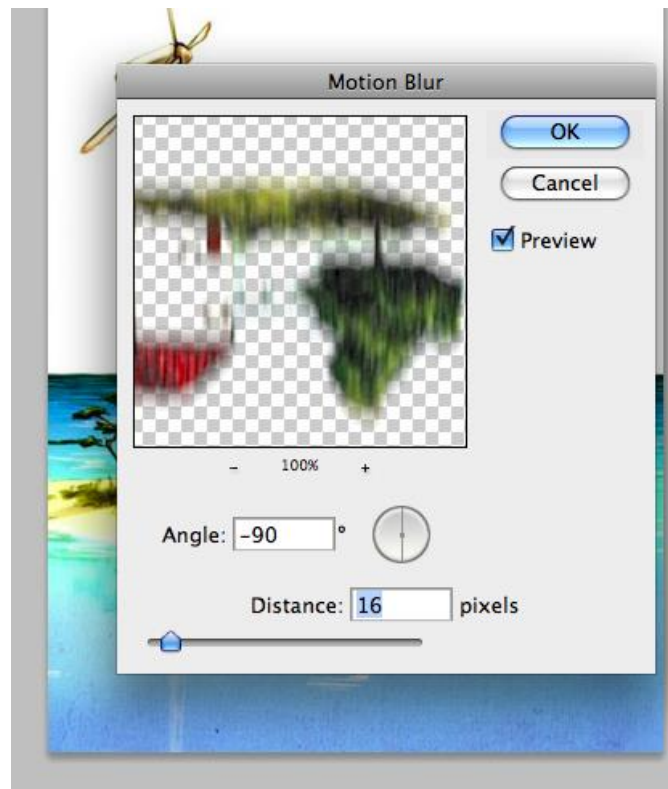 Motion Blur
OK
Cancel
Preview
- 100% +
Angle: -90 °
Distance: 16 pixels